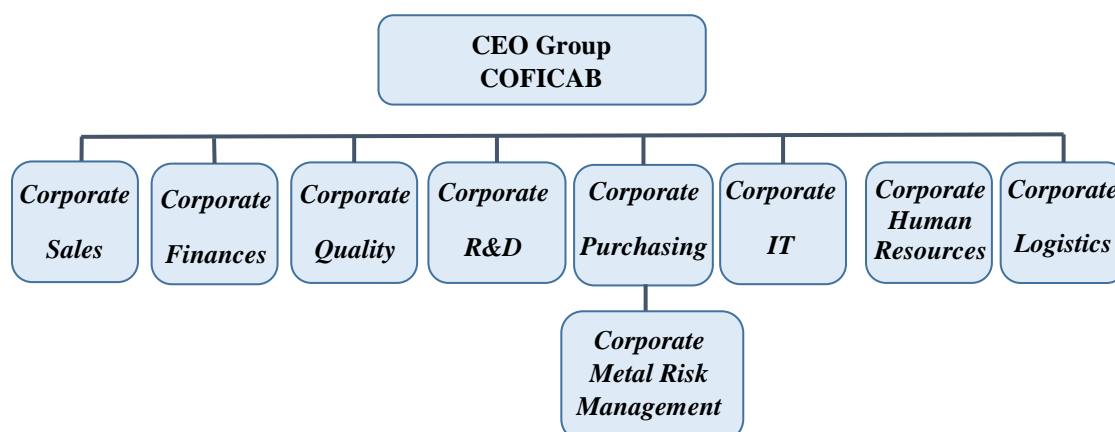 CEO Group
COFICAB
Corporate
Sales
Corporate
Finances
Corporate
Quality
Corporate
R&D
Corporate
Purchasing
Corporate
IT
Corporate
Human
Resources
Corporate
Logistics
Corporate
Metal Risk
Management